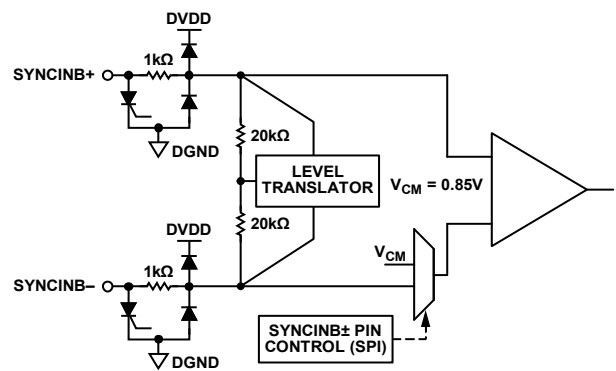 DVDD
1kΩ
SYNCINB+
DGND
20kΩ
LEVEL
TRANSLATOR
VCM = 0.85V
20kΩ
DVDD
1kΩ
VCM
SYNCINB–
SYNCINB± PIN
CONTROL (SPI)
DGND